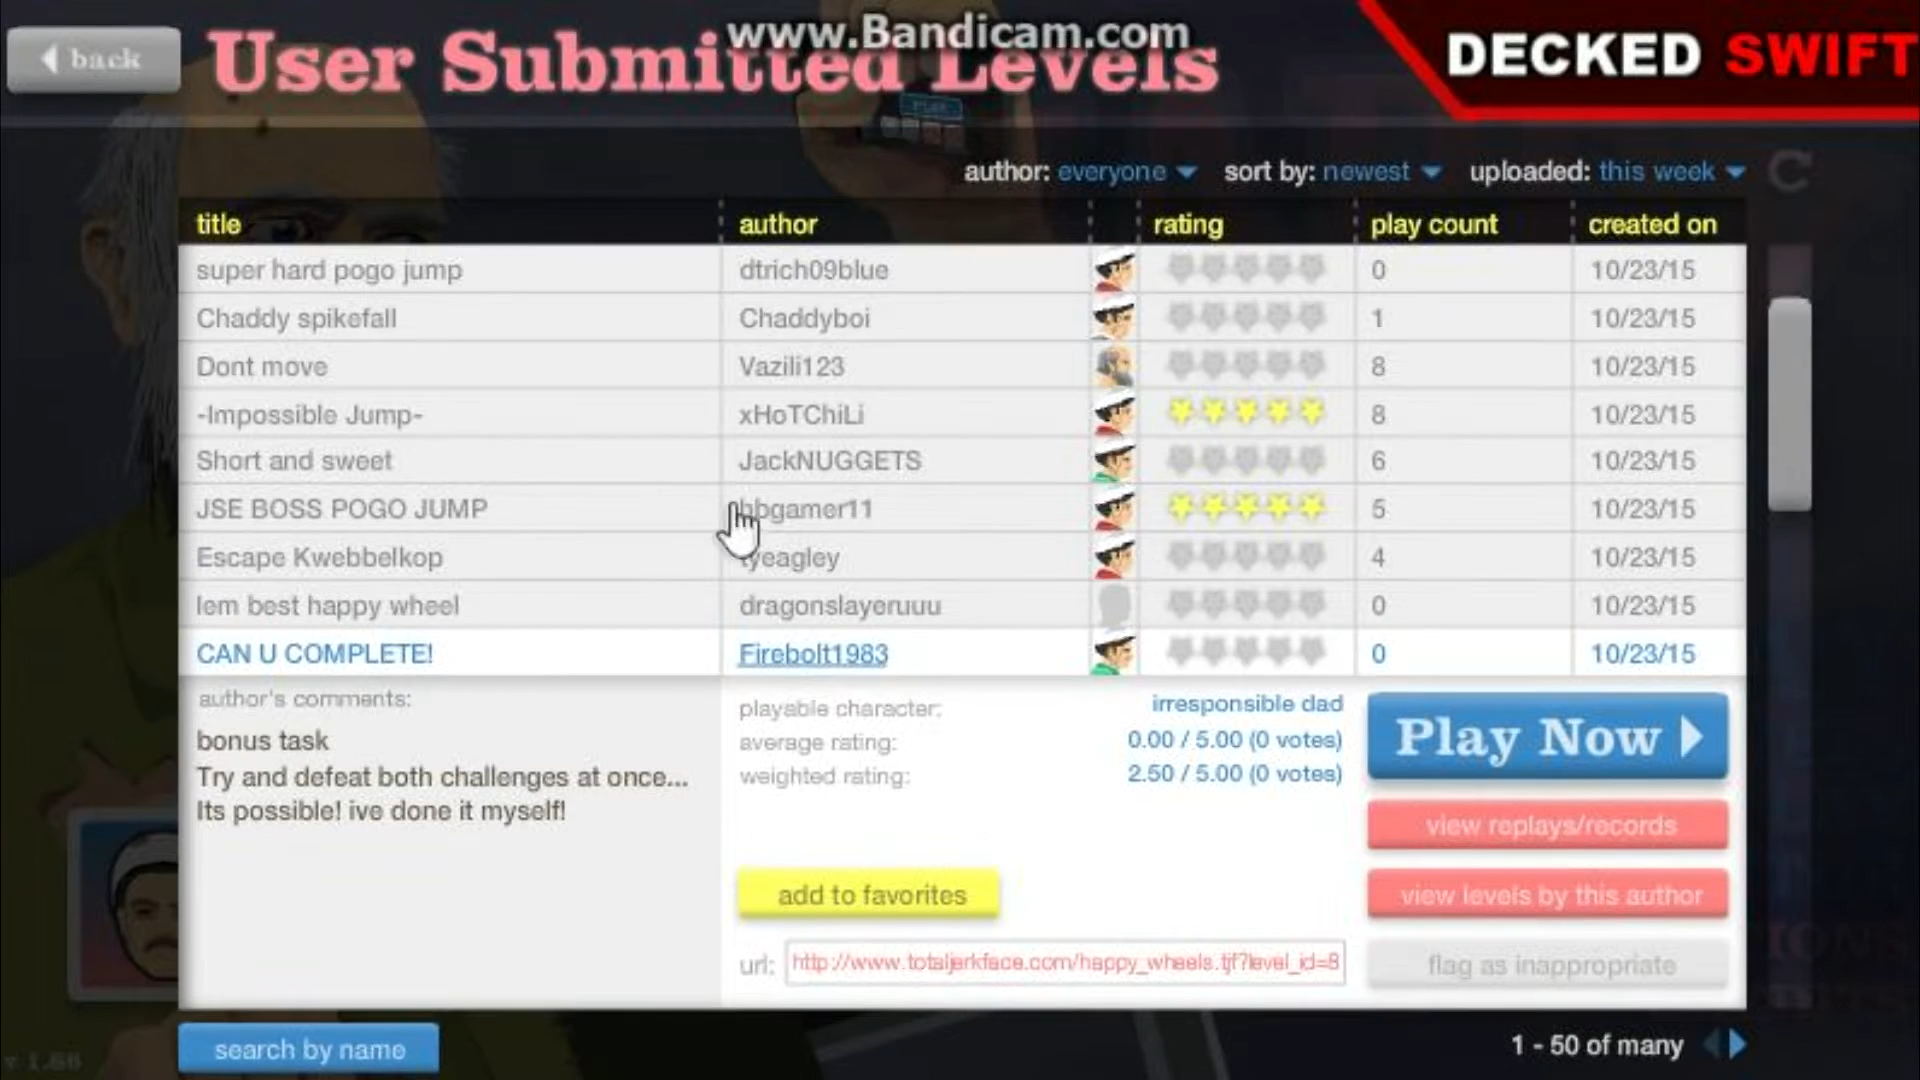 www.Bandicam.com
back
User Submitted Levels
DECKED SWIFT
author: everyone sort by: newest uploaded: this week
title author rating play count created on
super hard pogo jump dtrich09blue 0 10/23/15
Chaddy spikefall Chaddyboi 1 10/23/15
Dont move Vazili123 8 10/23/15
-Impossible Jump- xHoTChiLi 8 10/23/15
Short and sweet JackNUGGETS 6 10/23/15
JSE BOSS POGO JUMP bbgamer11 5 10/23/15
Escape Kwebbelkop tyeagley 4 10/23/15
lem best happy wheel dragonslayeruuu 0 10/23/15
CAN U COMPLETE! Firebolt1983 0 10/23/15
author's comments:
bonus task
Try and defeat both challenges at once...
Its possible! ive done it myself!
playable character: irresponsible dad
average rating: 0.00 / 5.00 (0 votes)
weighted rating: 2.50 / 5.00 (0 votes)
add to favorites
url: http://www.totaljerkface.com/happy_wheels.tjf?level_id=8
Play Now
view replays/records
view levels by this author
flag as inappropriate
search by name
1 - 50 of many